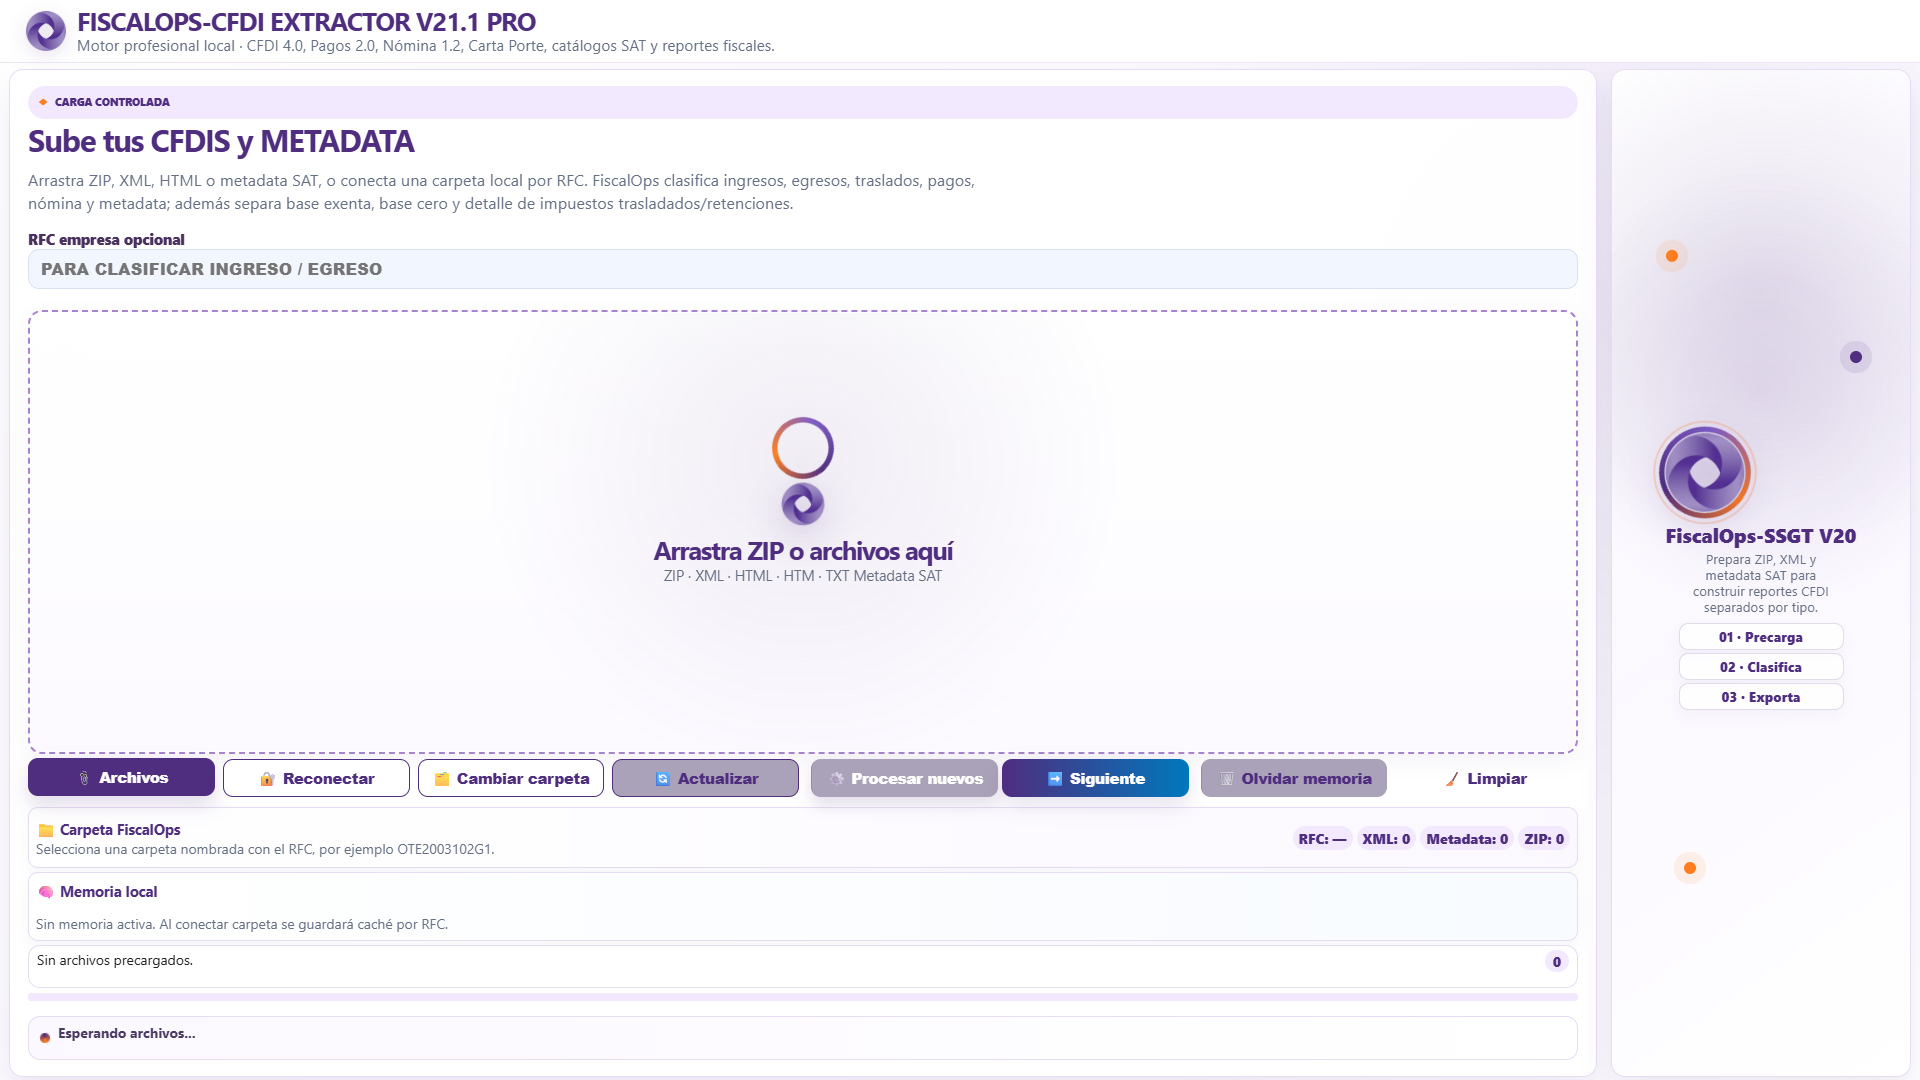 FISCALOPS-CFDI EXTRACTOR V21.1 PRO
Motor profesional local · CFDI 4.0, Pagos 2.0, Nómina 1.2, Carta Porte, catálogos SAT y reportes fiscales.
CARGA CONTROLADA
Sube tus CFDIS y METADATA
Arrastra ZIP, XML, HTML o metadata SAT, o conecta una carpeta local por RFC. FiscalOps clasifica ingresos, egresos, traslados, pagos,
nómina y metadata; además separa base exenta, base cero y detalle de impuestos trasladados/retenciones.
RFC empresa opcional
PARA CLASIFICAR INGRESO / EGRESO
Arrastra ZIP o archivos aquí
ZIP · XML · HTML · HTM · TXT Metadata SAT
Archivos
Reconectar
Cambiar carpeta
Actualizar
Procesar nuevos
Siguiente
Olvidar memoria
Limpiar
Carpeta FiscalOps
Selecciona una carpeta nombrada con el RFC, por ejemplo OTE2003102G1.
RFC: —
XML: 0
Metadata: 0
ZIP: 0
Memoria local
Sin memoria activa. Al conectar carpeta se guardará caché por RFC.
Sin archivos precargados.
0
Esperando archivos...
FiscalOps-SSGT V20
Prepara ZIP, XML y
metadata SAT para
construir reportes CFDI
separados por tipo.
01 · Precarga
02 · Clasifica
03 · Exporta